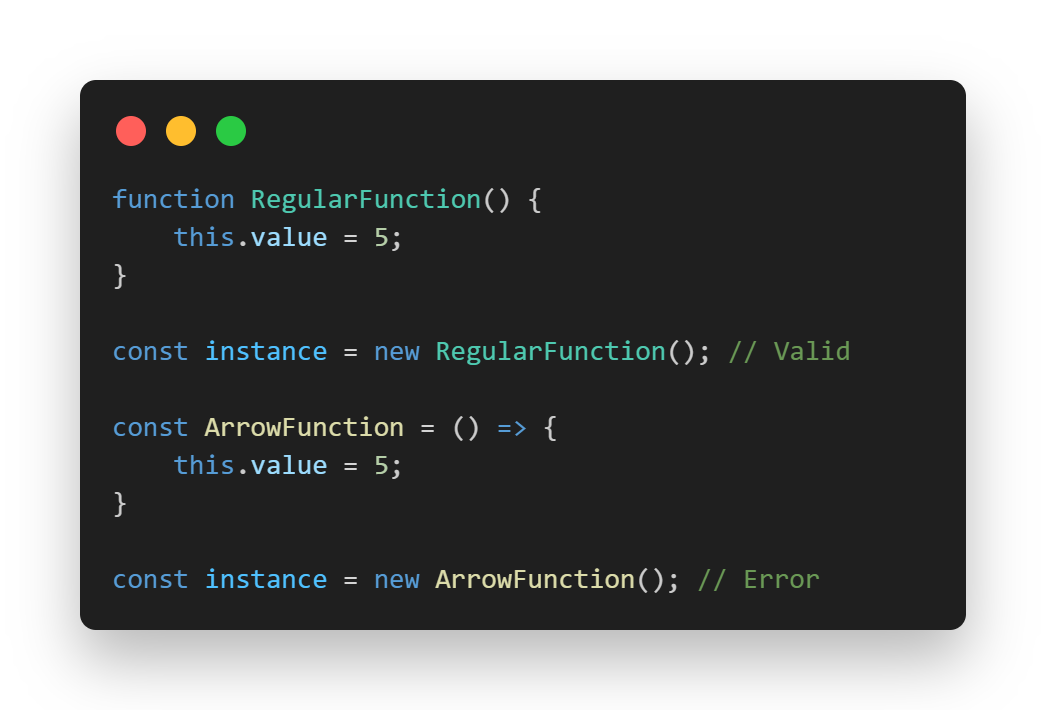 function RegularFunction() {
    this.value = 5;
}

const instance = new RegularFunction(); // Valid

const ArrowFunction = () => {
    this.value = 5;
}

const instance = new ArrowFunction(); // Error